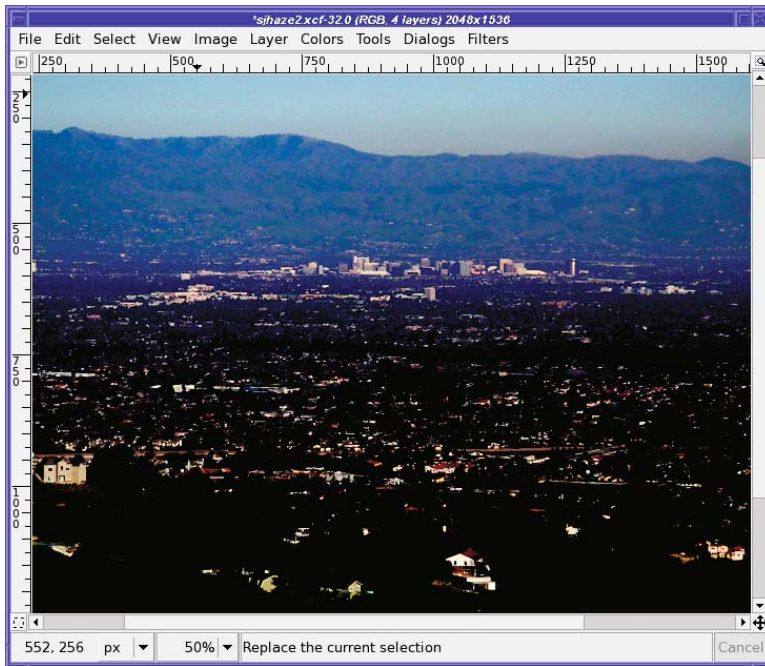 *sjhaze2.xcf-32.0 (RGB, 4 layers) 2048x1536
File Edit Select View Image Layer Colors Tools Dialogs Filters
250 500 750 1000 1250 1500
250
500
750
1000
552, 256 px 50% Replace the current selection Cancel